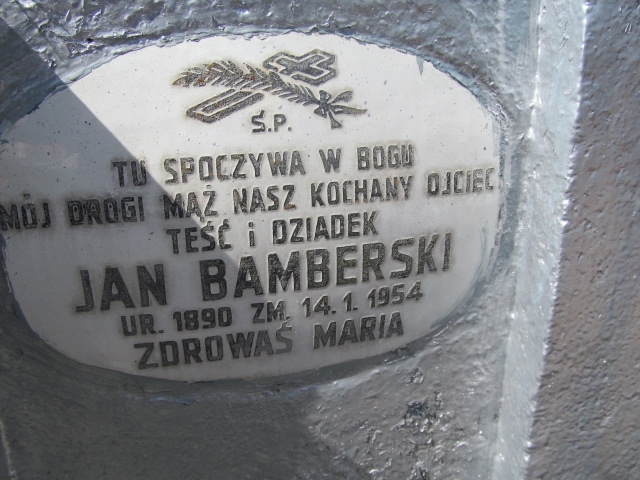 Ś.P.
TU SPOCZYWA W BOGU
MÓJ DROGI MĄŻ NASZ KOCHANY OJCIEC
TEŚĆ i DZIADEK
JAN BAMBERSKI
UR. 1890 ZM. 14.1.1954
ZDROWAŚ MARIA